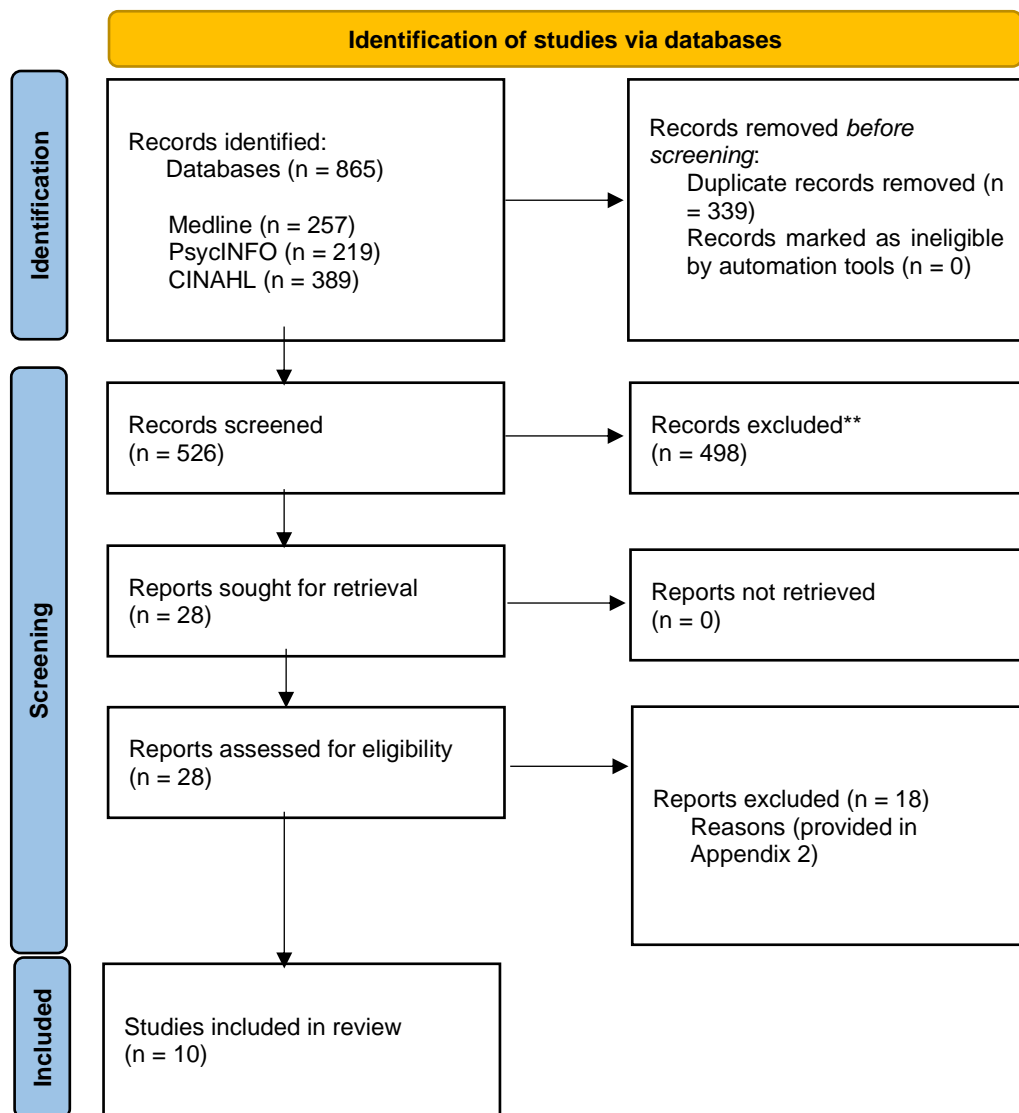 Identification of studies via databases
Identification
Records identified:
Databases (n = 865)
Medline (n = 257)
PsycINFO (n = 219)
CINAHL (n = 389)
Records removed before
screening:
Duplicate records removed (n
= 339)
Records marked as ineligible
by automation tools (n = 0)
Screening
Records screened
(n = 526)
Records excluded**
(n = 498)
Reports sought for retrieval
(n = 28)
Reports not retrieved
(n = 0)
Reports assessed for eligibility
(n = 28)
Reports excluded (n = 18)
Reasons (provided in
Appendix 2)
Included
Studies included in review
(n = 10)